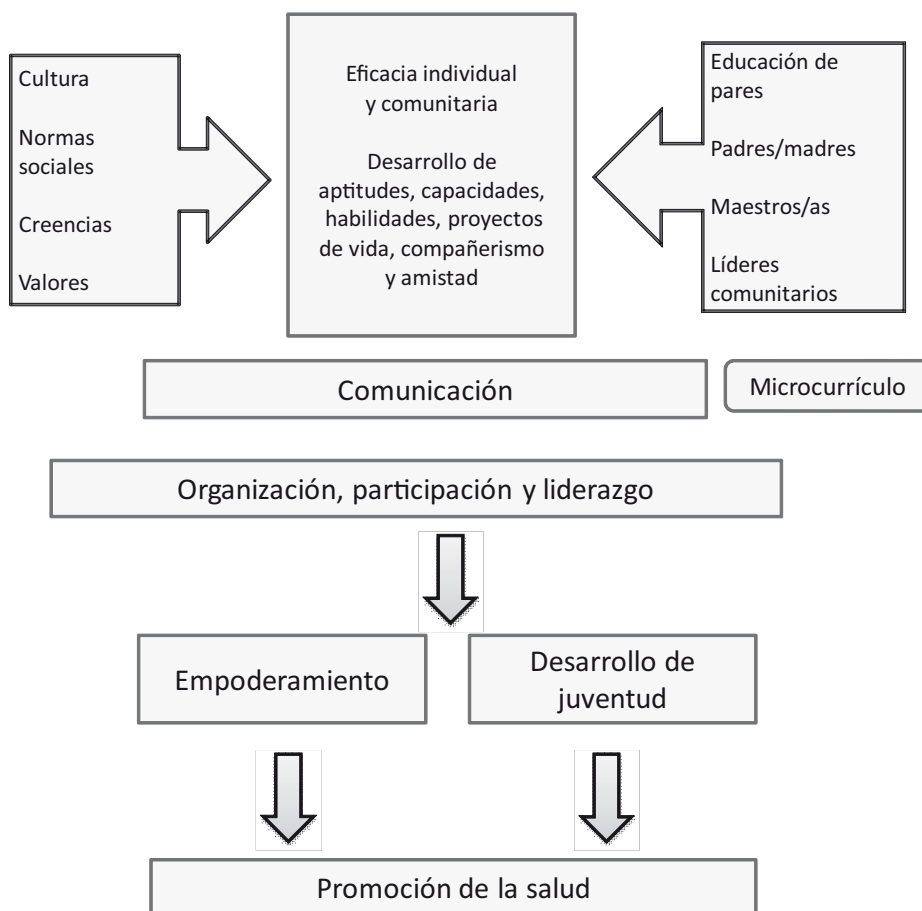 Cultura
Normas
sociales
Creencias
Valores
Eficacia individual
y comunitaria
Desarrollo de
aptitudes, capacidades,
habilidades, proyectos
de vida, compañerismo
y amistad
Educación de
pares
Padres/madres
Maestros/as
Líderes
comunitarios
Comunicación
Microcurrículo
Organización, participación y liderazgo
Empoderamiento
Desarrollo de
juventud
Promoción de la salud